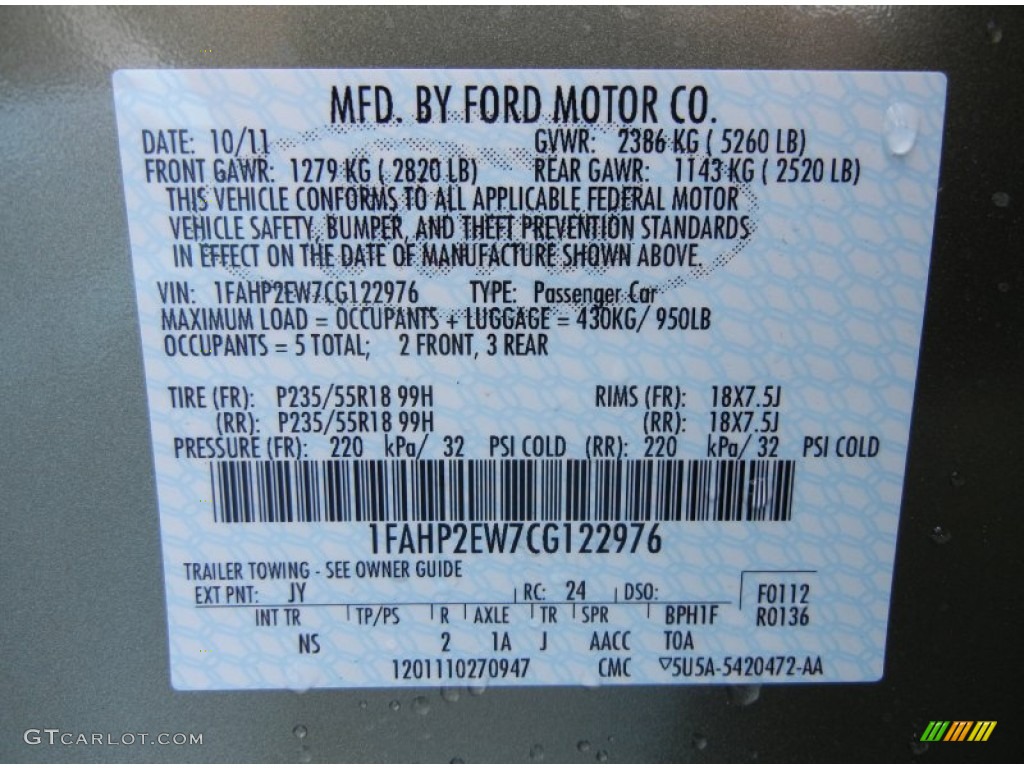 MFD. BY FORD MOTOR CO.
DATE: 10/11 GVWR: 2386 KG ( 5260 LB)
FRONT GAWR: 1279 KG ( 2820 LB) REAR GAWR: 1143 KG ( 2520 LB)
THIS VEHICLE CONFORMS TO ALL APPLICABLE FEDERAL MOTOR
VEHICLE SAFETY, BUMPER, AND THEFT PREVENTION STANDARDS
IN EFFECT ON THE DATE OF MANUFACTURE SHOWN ABOVE.
VIN: 1FAHP2EW7CG122976 TYPE: Passenger Car
MAXIMUM LOAD = OCCUPANTS + LUGGAGE = 430KG/ 950LB
OCCUPANTS = 5 TOTAL; 2 FRONT, 3 REAR
TIRE (FR): P235/55R18 99H RIMS (FR): 18X7.5J
(RR): P235/55R18 99H (RR): 18X7.5J
PRESSURE (FR): 220 kPa/ 32 PSI COLD (RR): 220 kPa/ 32 PSI COLD
1FAHP2EW7CG122976
TRAILER TOWING - SEE OWNER GUIDE
EXT PNT: JY RC: 24 DSO: F0112
INT TR TP/PS R AXLE TR SPR BPH1F R0136
NS 2 1A J AACC TOA
1201110270947 CMC ▽5U5A-5420472-AA
GTCARLOT.COM